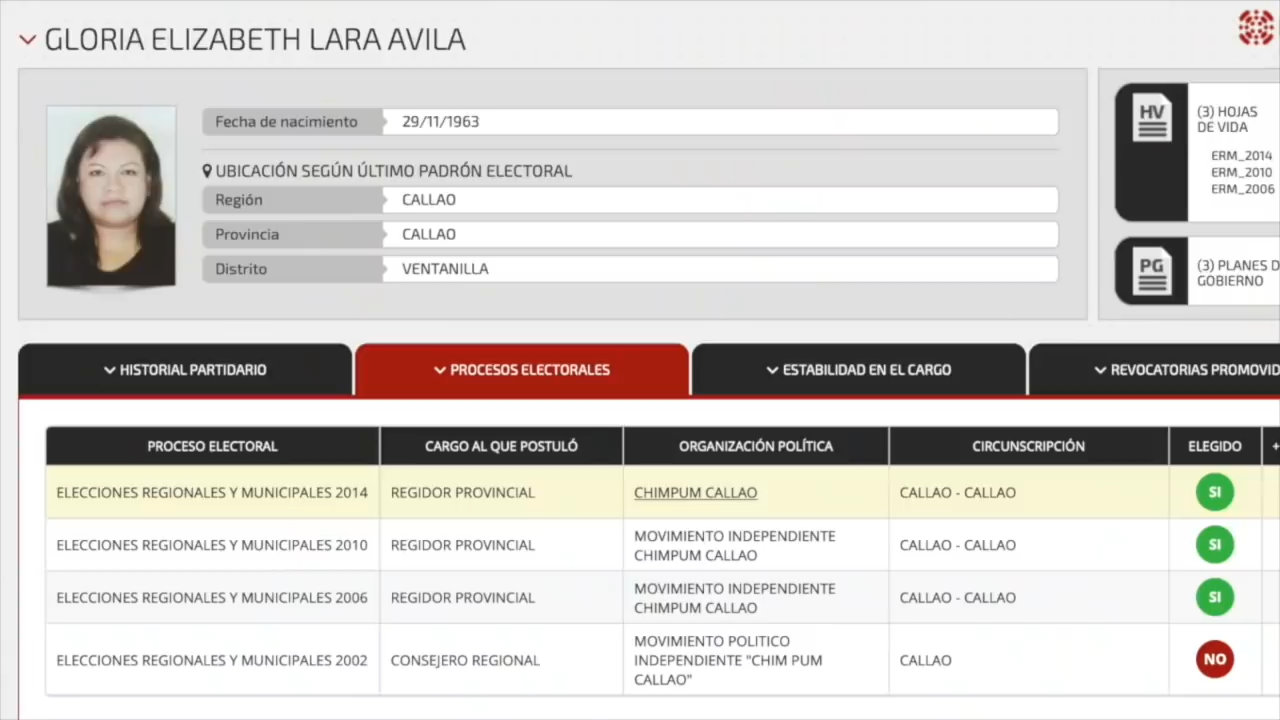 GLORIA ELIZABETH LARA AVILA
Fecha de nacimiento 29/11/1963
UBICACIÓN SEGÚN ÚLTIMO PADRÓN ELECTORAL
Región CALLAO
Provincia CALLAO
Distrito VENTANILLA
HV
(3) HOJAS
DE VIDA
ERM_2014
ERM_2010
ERM_2006
PG
(3) PLANES D
GOBIERNO
HISTORIAL PARTIDARIO PROCESOS ELECTORALES ESTABILIDAD EN EL CARGO REVOCATORIAS PROMOVID
PROCESO ELECTORAL CARGO AL QUE POSTULÓ ORGANIZACIÓN POLÍTICA CIRCUNSCRIPCIÓN ELEGIDO +
ELECCIONES REGIONALES Y MUNICIPALES 2014 REGIDOR PROVINCIAL CHIMPUM CALLAO CALLAO - CALLAO SI
ELECCIONES REGIONALES Y MUNICIPALES 2010 REGIDOR PROVINCIAL MOVIMIENTO INDEPENDIENTE
CHIMPUM CALLAO CALLAO - CALLAO SI
ELECCIONES REGIONALES Y MUNICIPALES 2006 REGIDOR PROVINCIAL MOVIMIENTO INDEPENDIENTE
CHIMPUM CALLAO CALLAO - CALLAO SI
ELECCIONES REGIONALES Y MUNICIPALES 2002 CONSEJERO REGIONAL MOVIMIENTO POLITICO
INDEPENDIENTE "CHIM PUM
CALLAO" CALLAO NO